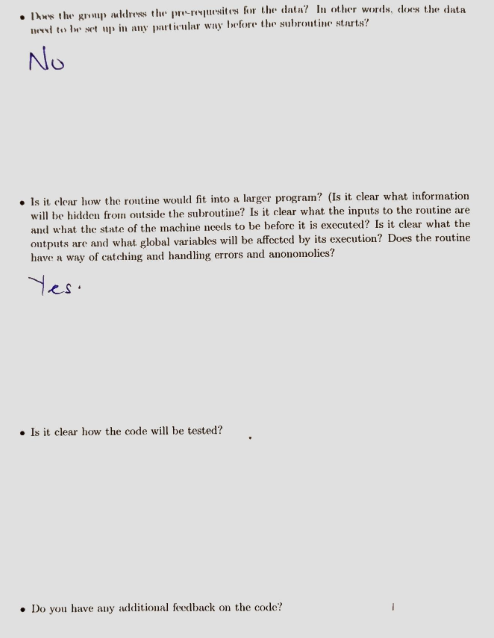 • Does the group address the pre-requesites for the data? In other words, does the data
need to be set up in any particular way before the subroutine starts?
No
• Is it clear how the routine would fit into a larger program? (Is it clear what information
will be hidden from outside the subroutine? Is it clear what the inputs to the routine are
and what the state of the machine needs to be before it is executed? Is it clear what the
outputs are and what global variables will be affected by its execution? Does the routine
have a way of catching and handling errors and anonomolies?
Yes.
• Is it clear how the code will be tested?
• Do you have any additional feedback on the code?